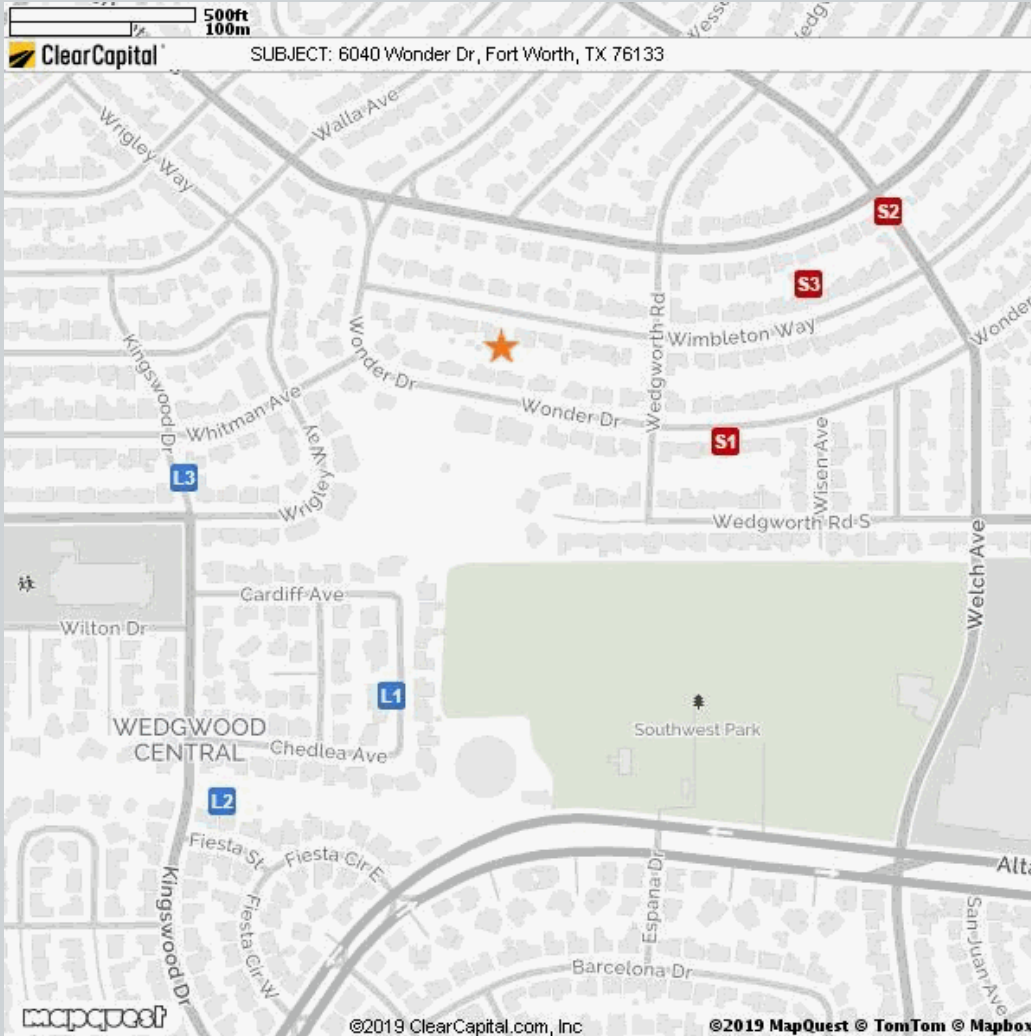 500ft
100m
ClearCapital
SUBJECT: 6040 Wonder Dr, Fort Worth, TX 76133
Walla Ave
Wrigley Way
S2
S3
Wedgworth Rd
Wimbleton Way
Wonder
Wonder Dr
Kingswood Dr
Whitman Ave
Wonder Dr
S1
Wisen Ave
Way
L3
Wrigley
Wedgworth Rd S
Welch Ave
Cardiff Ave
Wilton Dr
L1
Southwest Park
WEDGWOOD
CENTRAL
Chedlea Ave
L2
Fiesta St
Fiesta Cir E
Alta
Kingswood Dr
Fiesta Cir W
Espana Dr
San Juan Ave
Barcelona Dr
mapquest
©2019 ClearCapital.com, Inc
©2019 MapQuest © TomTom © Mapbox